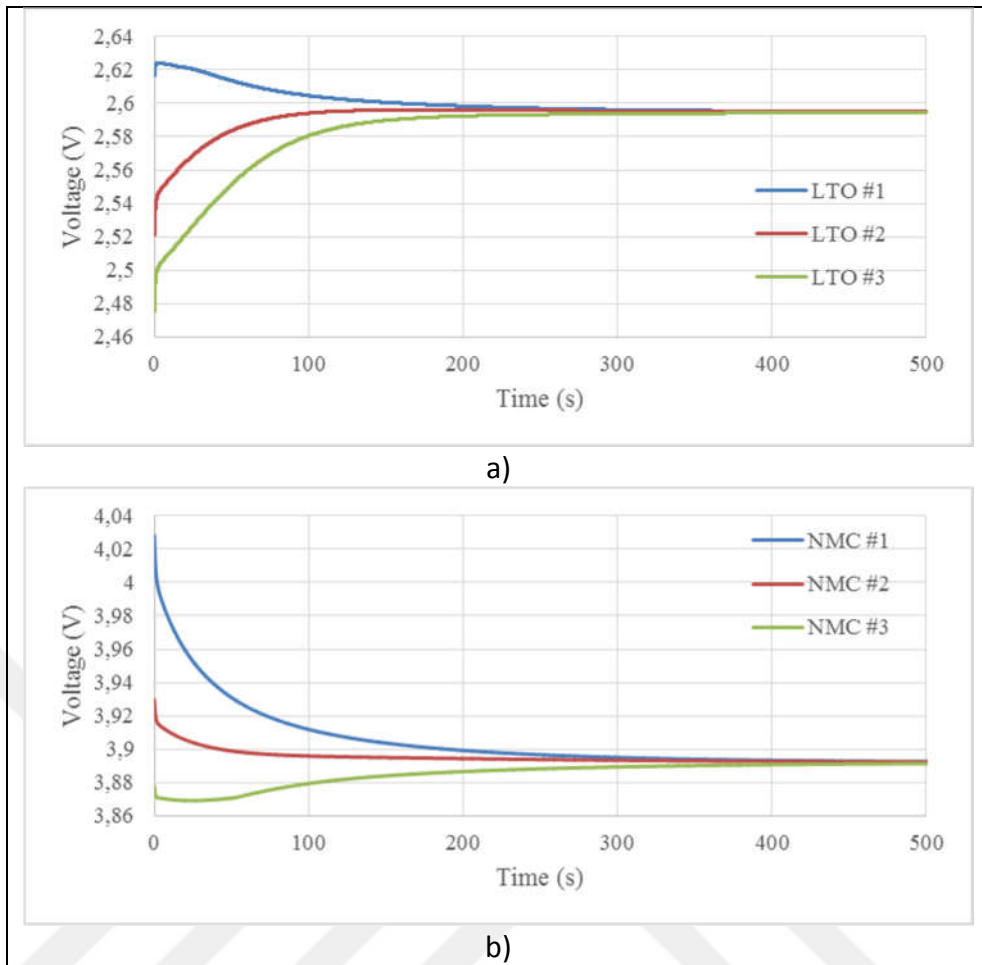 2,64
2,62
2,6
2,58
2,56
2,54
2,52
2,5
2,48
2,46
Voltage (V)
LTO #1
LTO #2
LTO #3
0 100 200 300 400 500
Time (s)
a)
4,04
4,02
4
3,98
3,96
3,94
3,92
3,9
3,88
3,86
Voltage (V)
NMC #1
NMC #2
NMC #3
0 100 200 300 400 500
Time (s)
b)